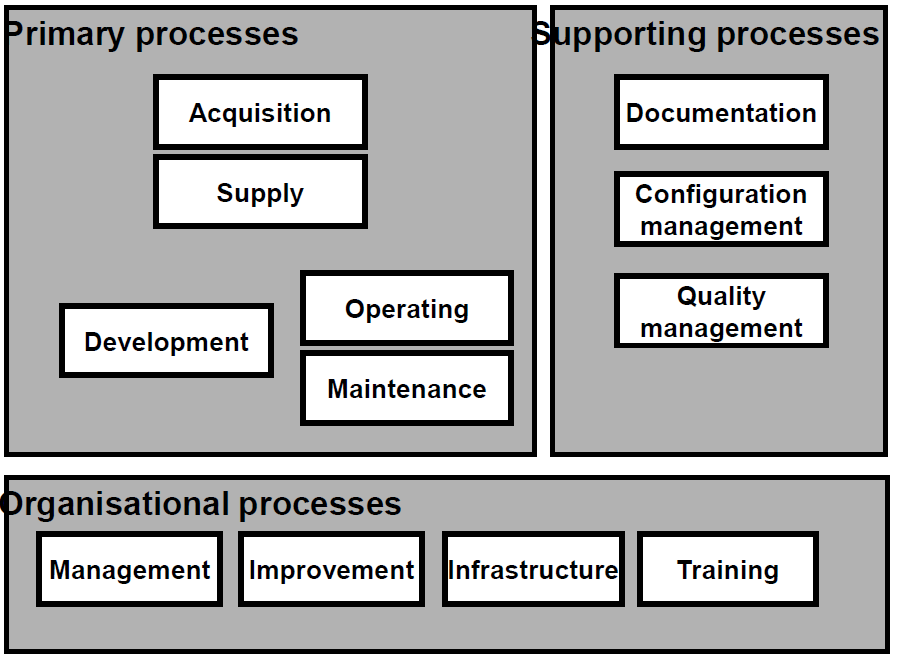 Primary processes
Acquisition
Supply
Development
Operating
Maintenance
Supporting processes
Documentation
Configuration
management
Quality
management
Organisational processes
Management
Improvement
Infrastructure
Training